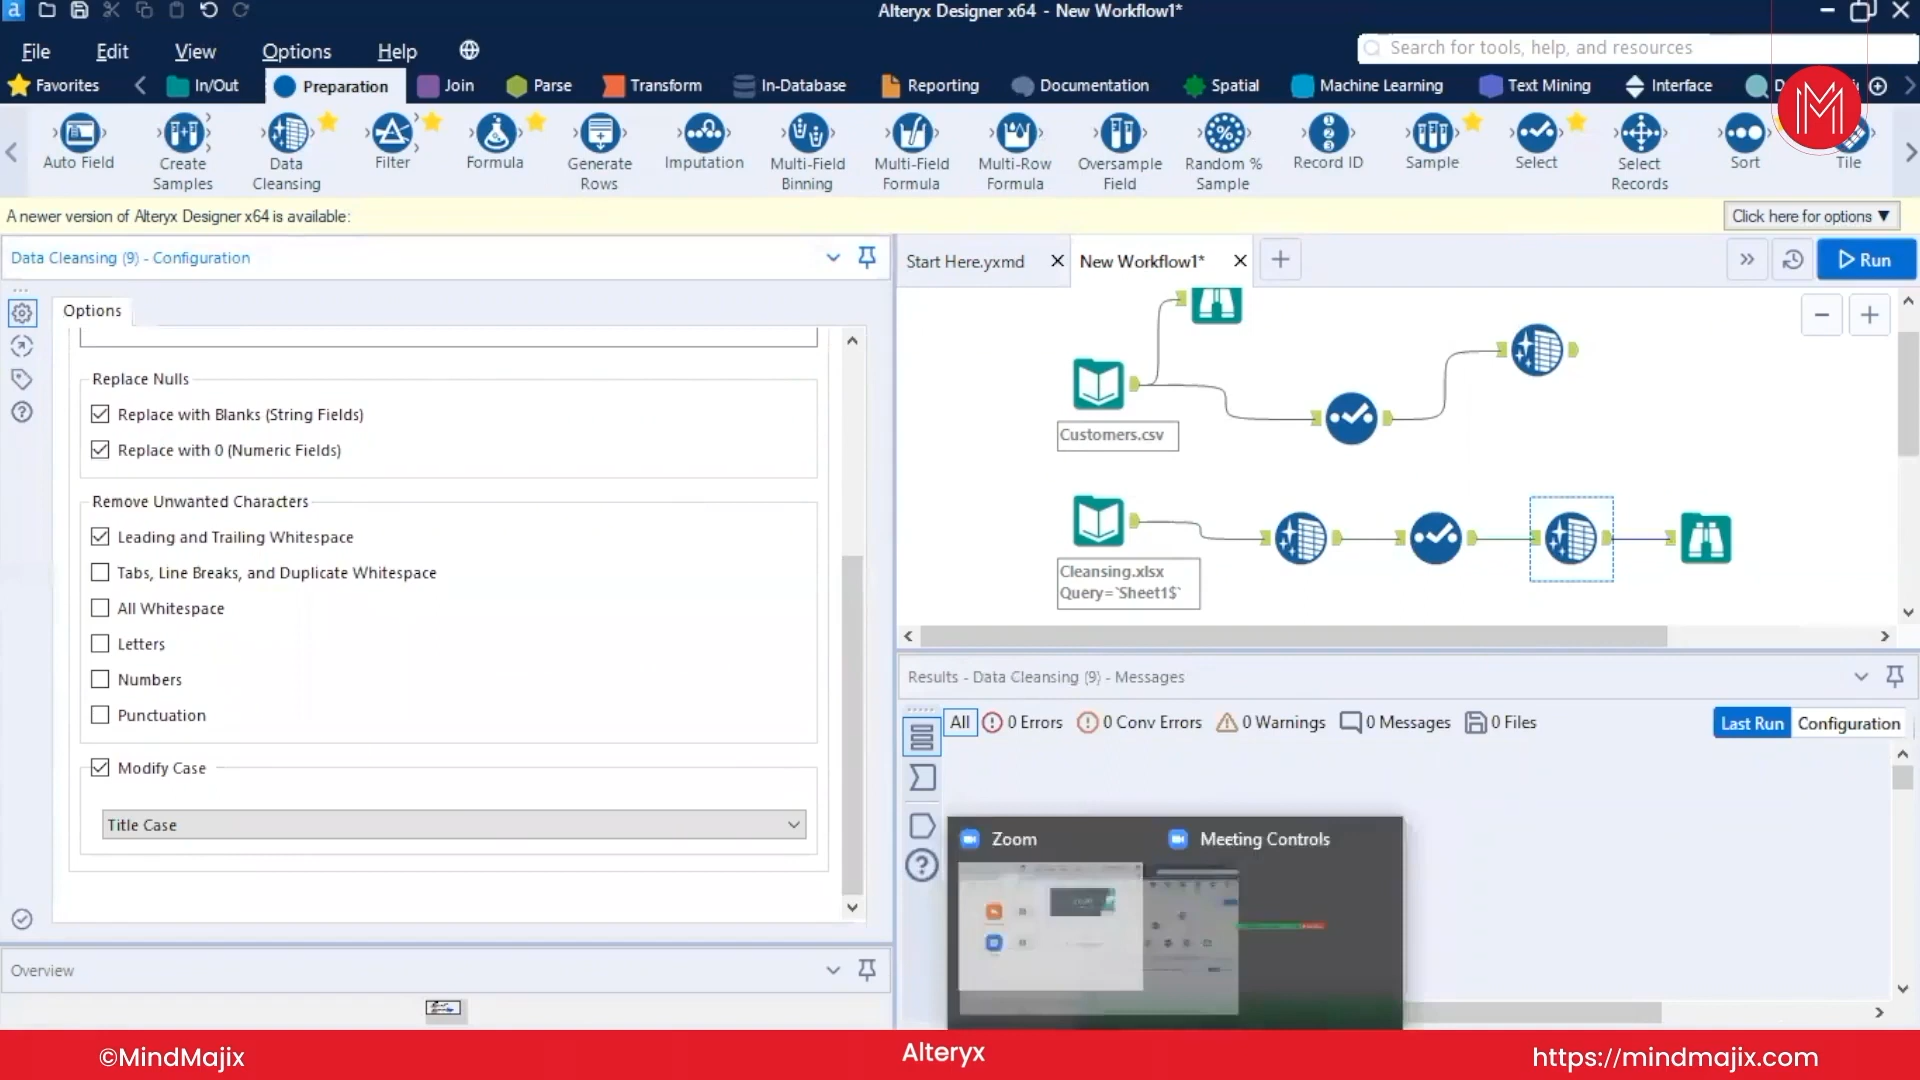 Alteryx Designer x64 - New Workflow1*
File Edit View Options Help
Search for tools, help, and resources
Favorites In/Out Preparation Join Parse Transform In-Database Reporting Documentation Spatial Machine Learning Text Mining Interface
Auto Field
Create Samples
Data Cleansing
Filter
Formula
Generate Rows
Imputation
Multi-Field Binning
Multi-Field Formula
Multi-Row Formula
Oversample Field
Random % Sample
Record ID
Sample
Select
Select Records
Sort
Tile
A newer version of Alteryx Designer x64 is available:
Click here for options ▼
Data Cleansing (9) - Configuration
Options
Replace Nulls
Replace with Blanks (String Fields)
Replace with 0 (Numeric Fields)
Remove Unwanted Characters
Leading and Trailing Whitespace
Tabs, Line Breaks, and Duplicate Whitespace
All Whitespace
Letters
Numbers
Punctuation
Modify Case
Title Case
Overview
Start Here.yxmd
New Workflow1*
Run
Customers.csv
Cleansing.xlsx
Query=`Sheet1$`
Results - Data Cleansing (9) - Messages
All 0 Errors 0 Conv Errors 0 Warnings 0 Messages 0 Files
Last Run Configuration
Zoom
Meeting Controls
©MindMajix
Alteryx
https://mindmajix.com